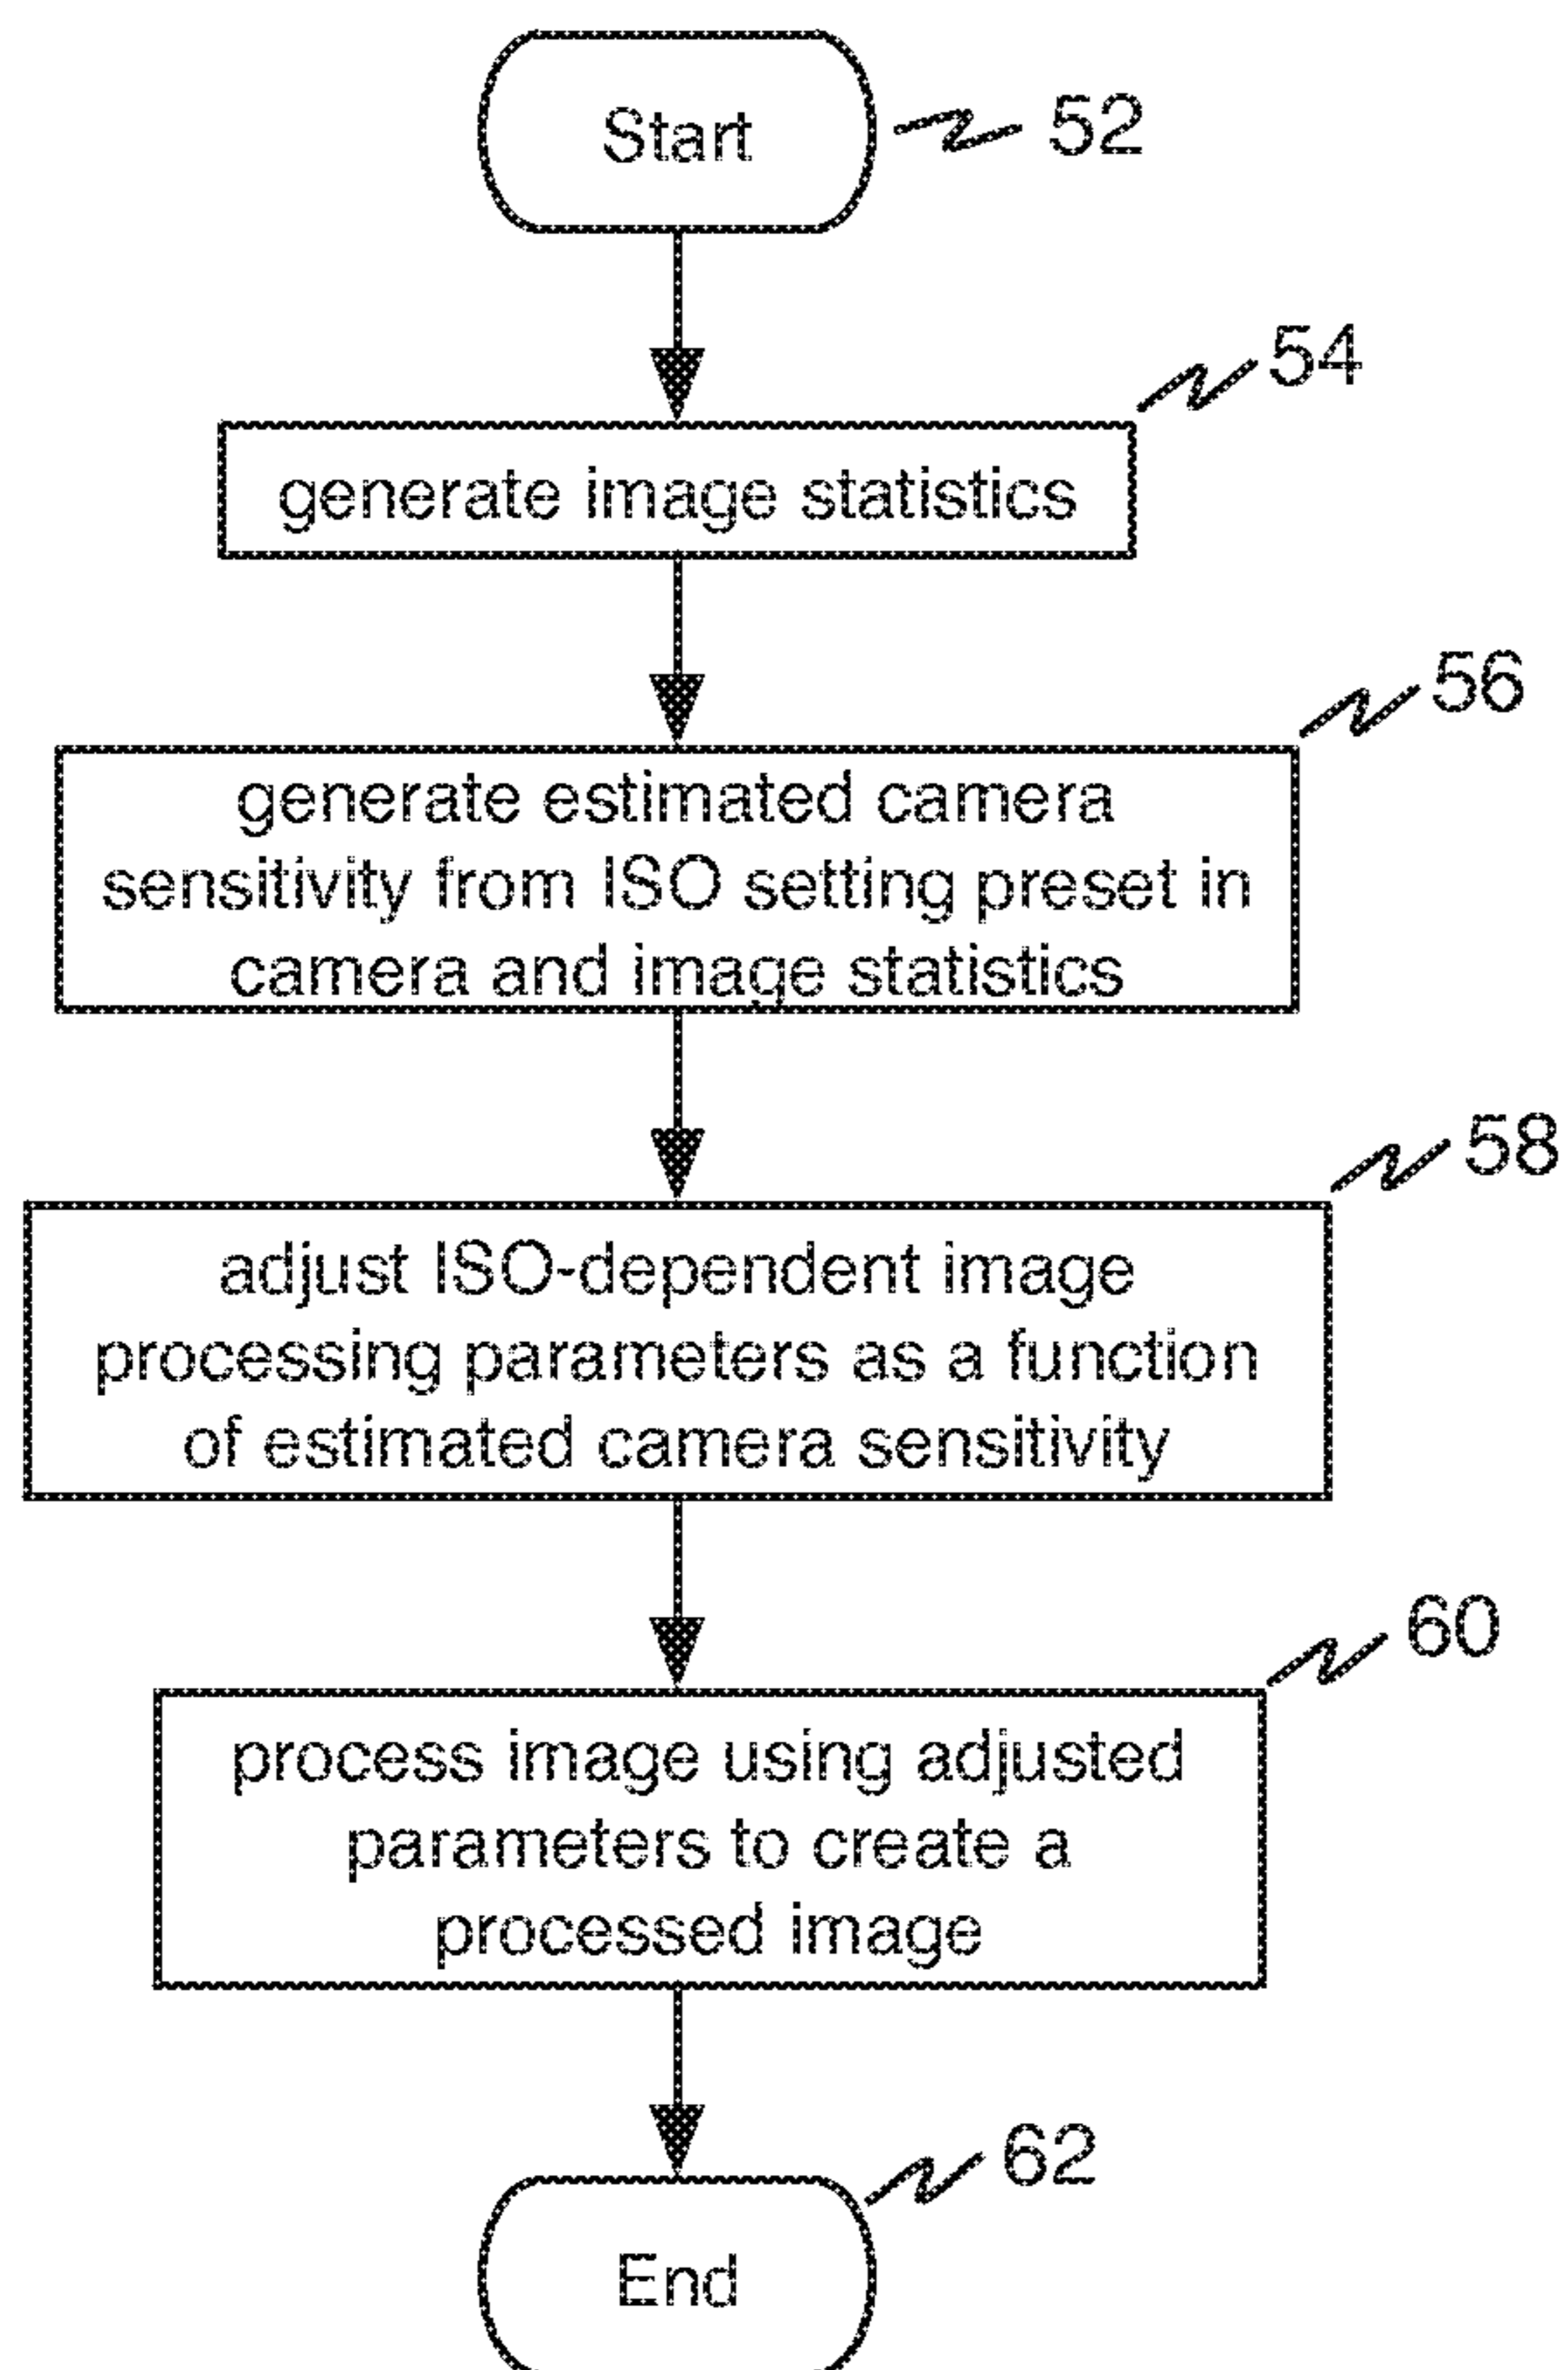 Start
52
54
generate image statistics
56
generate estimated camera
sensitivity from ISO setting preset in
camera and image statistics
58
adjust ISO-dependent image
processing parameters as a function
of estimated camera sensitivity
60
process image using adjusted
parameters to create a
processed image
62
End